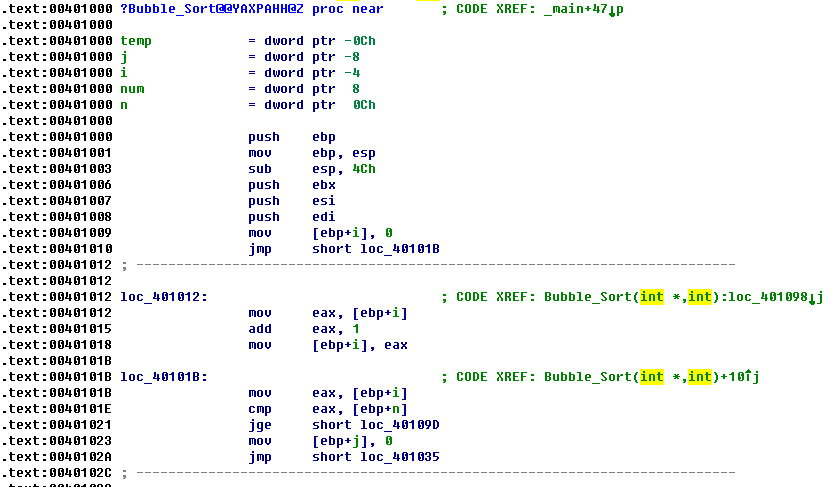 .text:00401000 ?Bubble_Sort@@YAXPAHH@Z proc near ; CODE XREF: _main+47↓p
.text:00401000
.text:00401000 temp = dword ptr -0Ch
.text:00401000 j = dword ptr -8
.text:00401000 i = dword ptr -4
.text:00401000 num = dword ptr 8
.text:00401000 n = dword ptr 0Ch
.text:00401000
.text:00401000 push ebp
.text:00401001 mov ebp, esp
.text:00401003 sub esp, 4Ch
.text:00401006 push ebx
.text:00401007 push esi
.text:00401008 push edi
.text:00401009 mov [ebp+i], 0
.text:00401010 jmp short loc_40101B
.text:00401012 ; ---------------------------------------------------------------------------
.text:00401012
.text:00401012 loc_401012: ; CODE XREF: Bubble_Sort(int *,int):loc_401098↓j
.text:00401012 mov eax, [ebp+i]
.text:00401015 add eax, 1
.text:00401018 mov [ebp+i], eax
.text:0040101B
.text:0040101B loc_40101B: ; CODE XREF: Bubble_Sort(int *,int)+10↑j
.text:0040101B mov eax, [ebp+i]
.text:0040101E cmp eax, [ebp+n]
.text:00401021 jge short loc_40109D
.text:00401023 mov [ebp+j], 0
.text:0040102A jmp short loc_401035
.text:0040102C ; ---------------------------------------------------------------------------